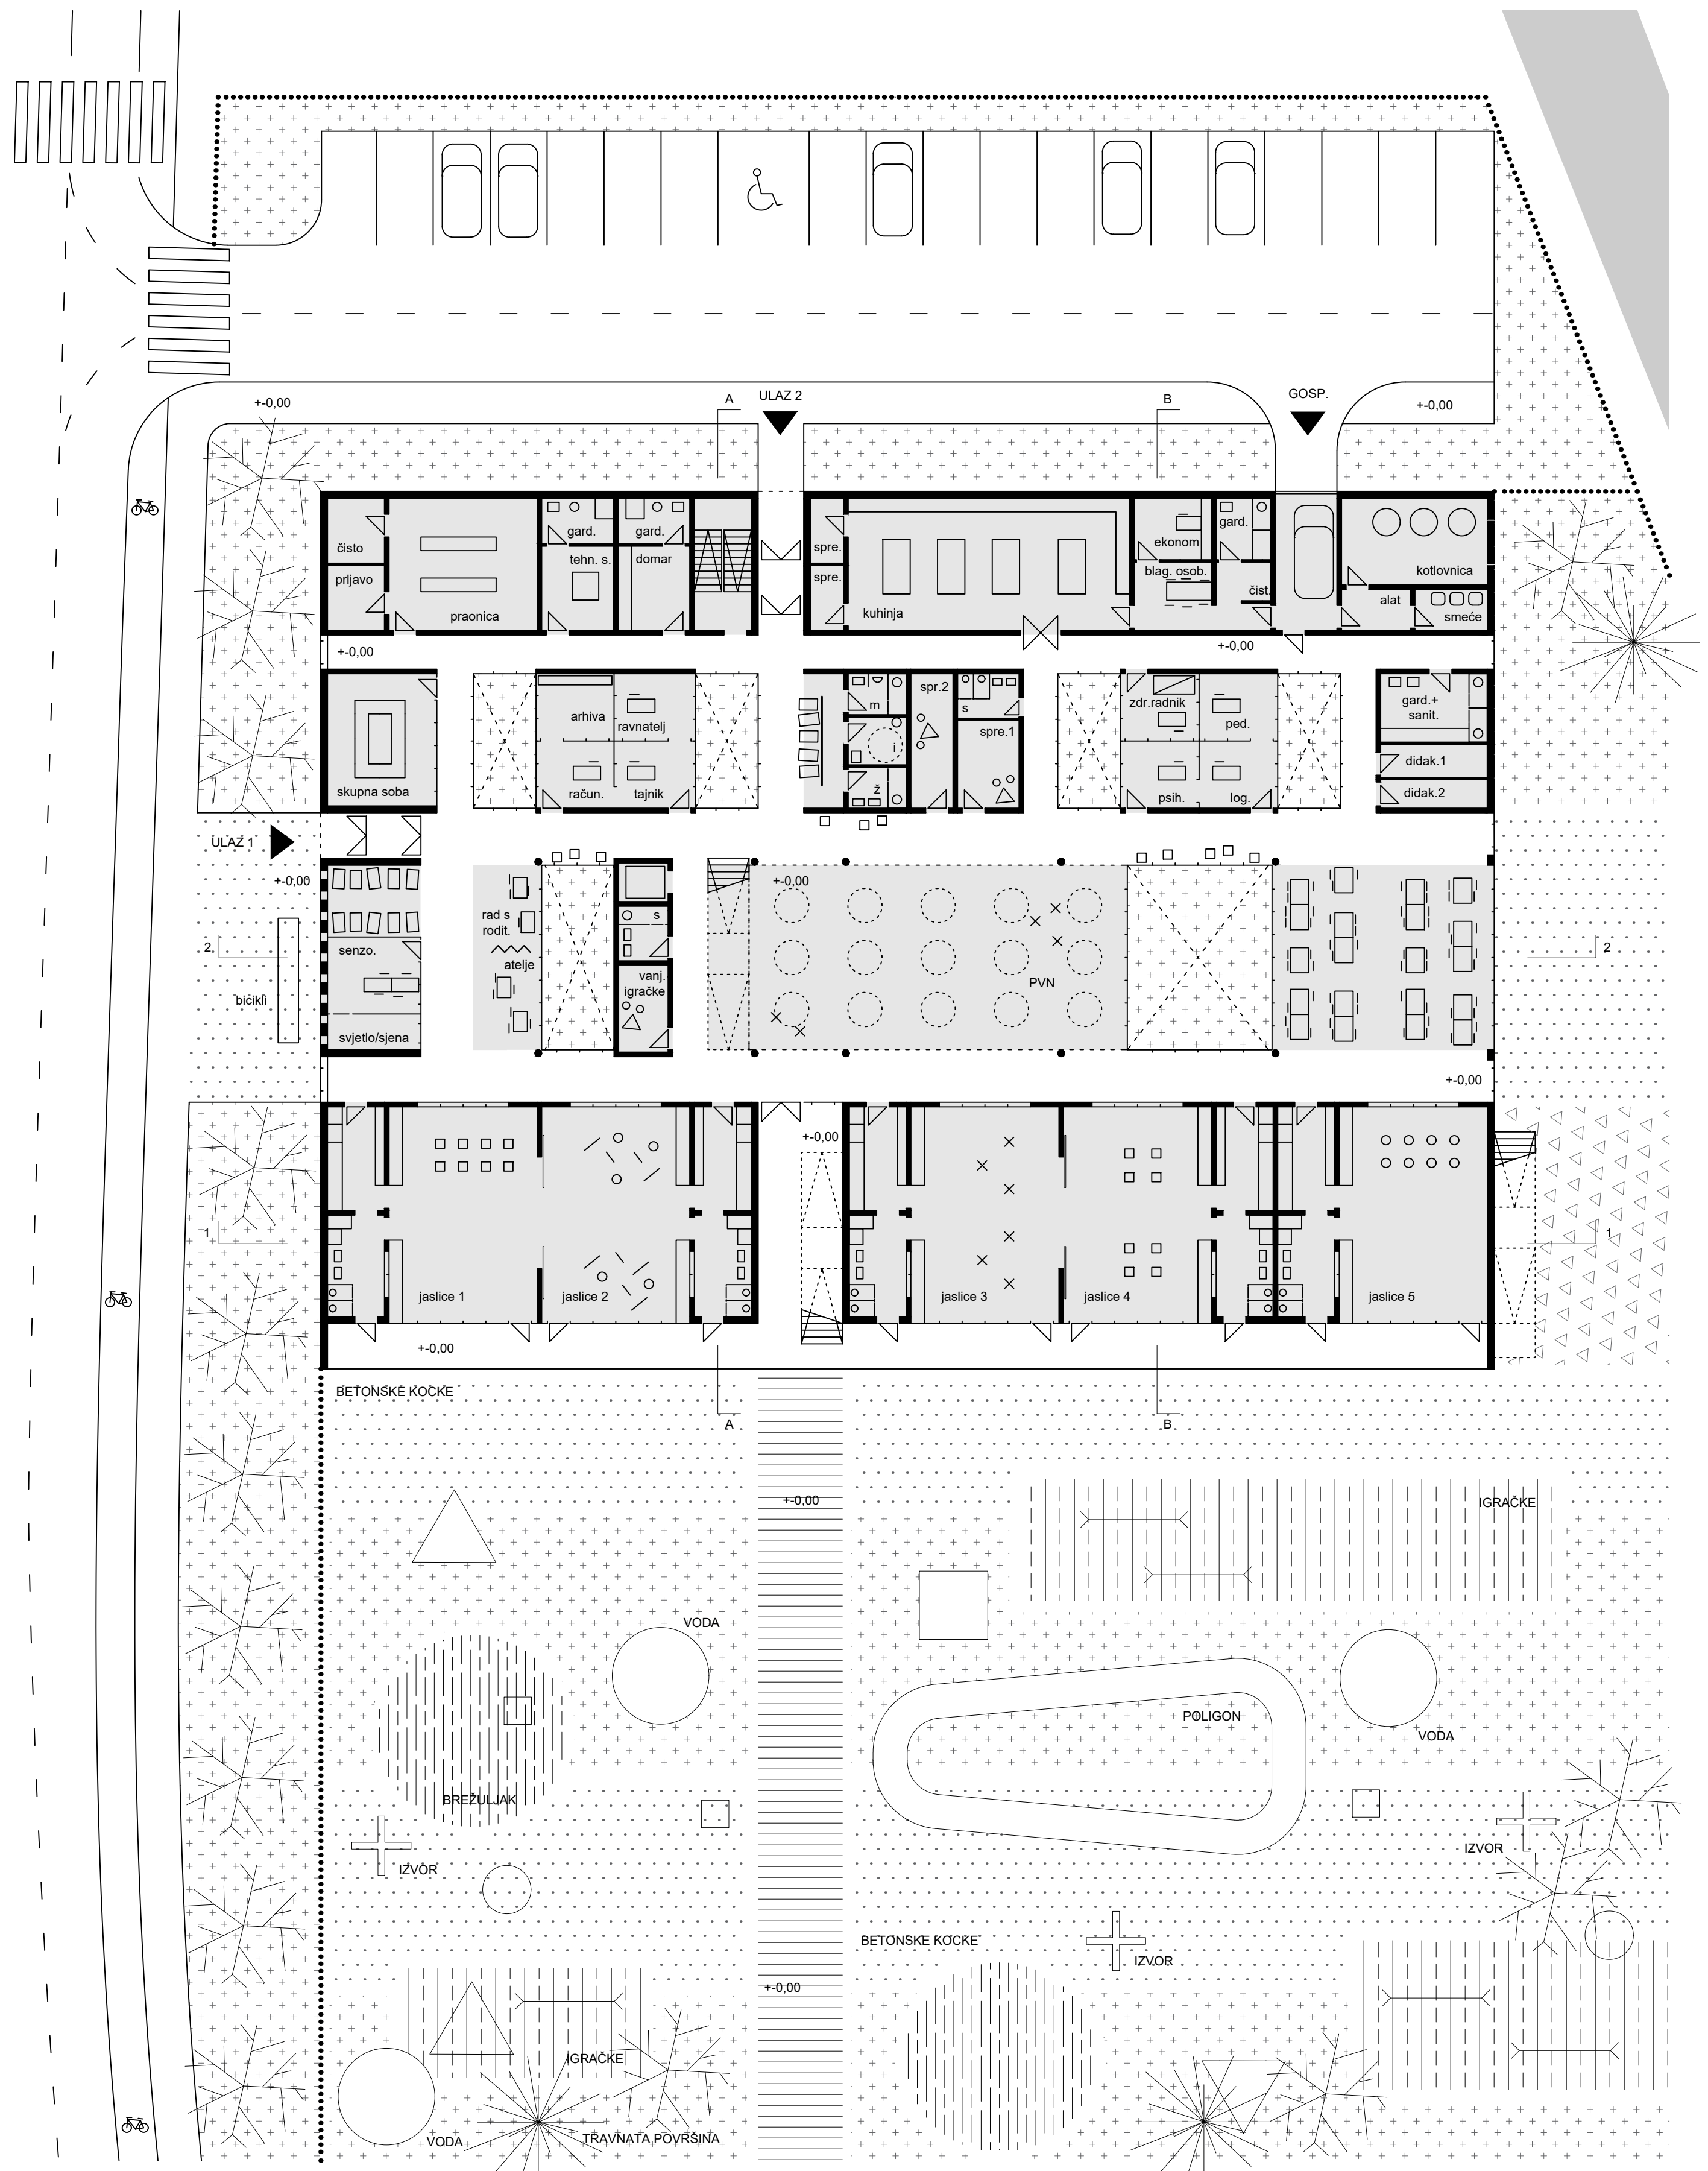 +-0,00
A
ULAZ 2
B
GOSP.
+-0,00
čisto
prljavo
praonica
gard.
tehn. s.
gard.
domar
spre.
spre.
kuhinja
ekonom
blag. osob.
gard.
čist.
kotlovnica
alat
smeće
+-0,00
+-0,00
skupna soba
arhiva
ravnatelj
račun.
tajnik
m
i
ž
spr.2
s
spre.1
zdr.radnik
ped.
psih.
log.
gard.+
sanit.
didak.1
didak.2
ULAZ 1
+-0,00
+-0,00
2
senzo.
bicikli
svjetlo/sjena
rad s
rodit.
atelje
s
vanj.
igračke
PVN
2
+-0,00
+-0,00
1
1
jaslice 1
jaslice 2
jaslice 3
jaslice 4
jaslice 5
+-0,00
BETONSKE KOCKE
A
B
+-0,00
IGRAČKE
VODA
POLIGON
VODA
BREŽULJAK
IZVOR
IZVOR
BETONSKE KOCKE
IZVOR
+-0,00
IGRAČKE
VODA
TRAVNATA POVRŠINA